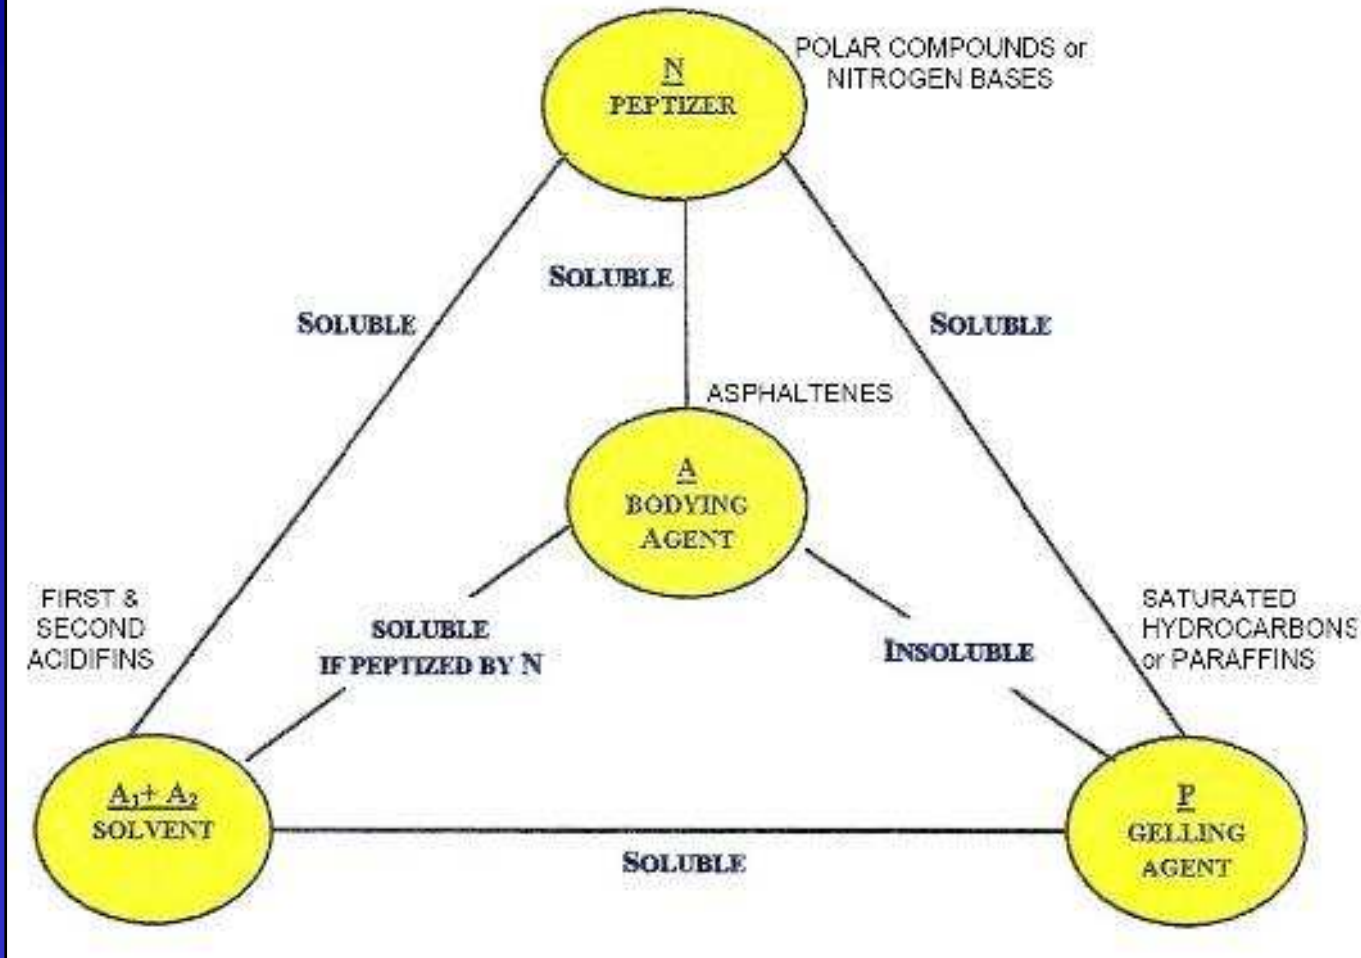 N
PEPTIZER
POLAR COMPOUNDS or
NITROGEN BASES
SOLUBLE
SOLUBLE
SOLUBLE
ASPHALTENES
A
BODYING
AGENT
FIRST &
SECOND
ACIDIFINS
SOLUBLE
IF PEPTIZED BY N
INSOLUBLE
SATURATED
HYDROCARBONS
or PARAFFINS
A₁+ A₂
SOLVENT
SOLUBLE
P
GELLING
AGENT